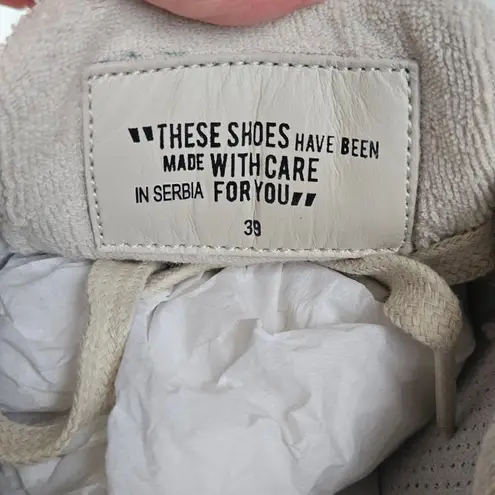 "THESE SHOES HAVE BEEN
MADE WITH CARE
IN SERBIA FOR YOU"
39